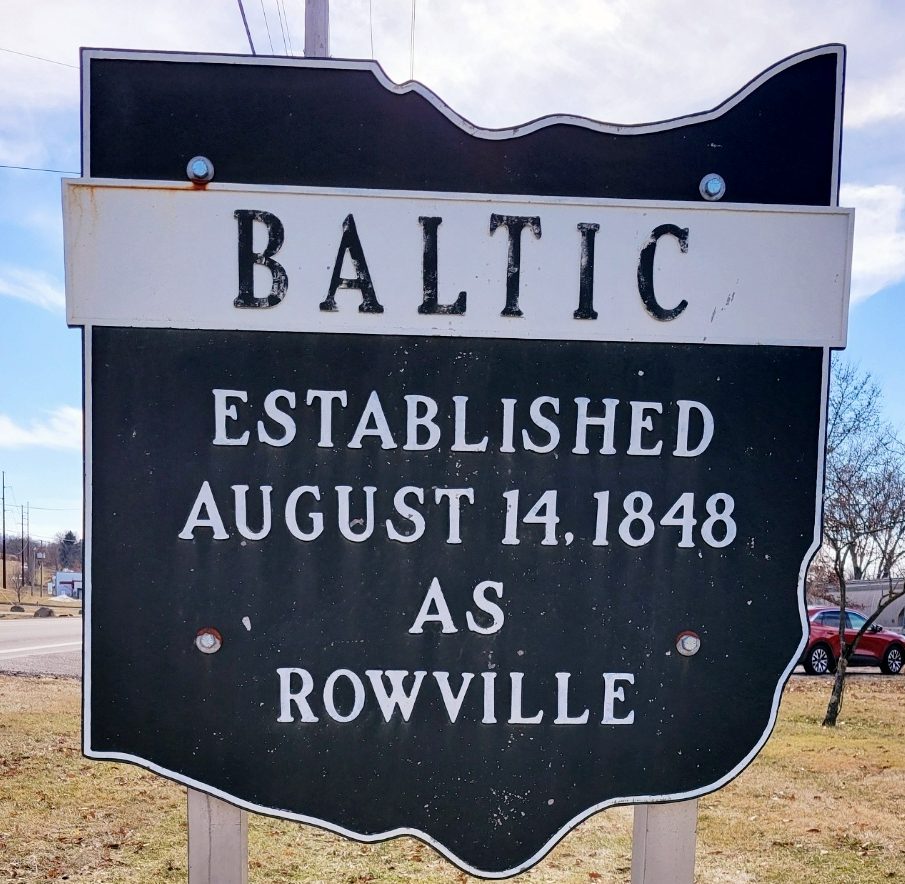 BALTIC
ESTABLISHED
AUGUST 14, 1848
AS
ROWVILLE